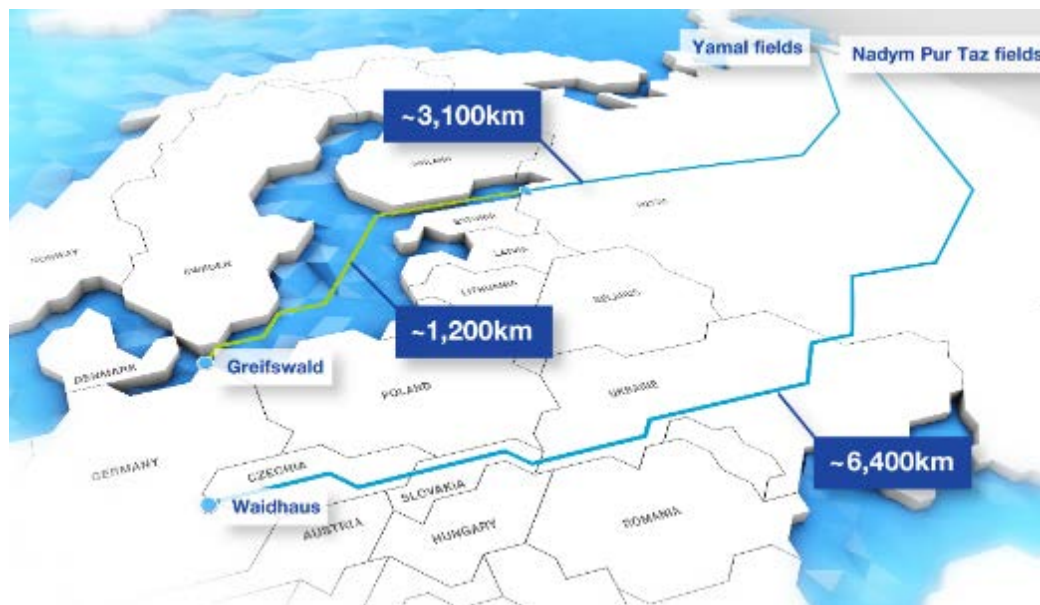 Yamal fields
Nadym Pur Taz fields
~3,100km
FINLAND
RUSSIA
ESTONIA
NORWAY
SWEDEN
LATVIA
LITHUANIA
BELARUS
~1,200km
DENMARK
Greifswald
POLAND
UKRAINE
GERMANY
CZECHIA
~6,400km
SLOVAKIA
Waidhaus
AUSTRIA
HUNGARY
ROMANIA